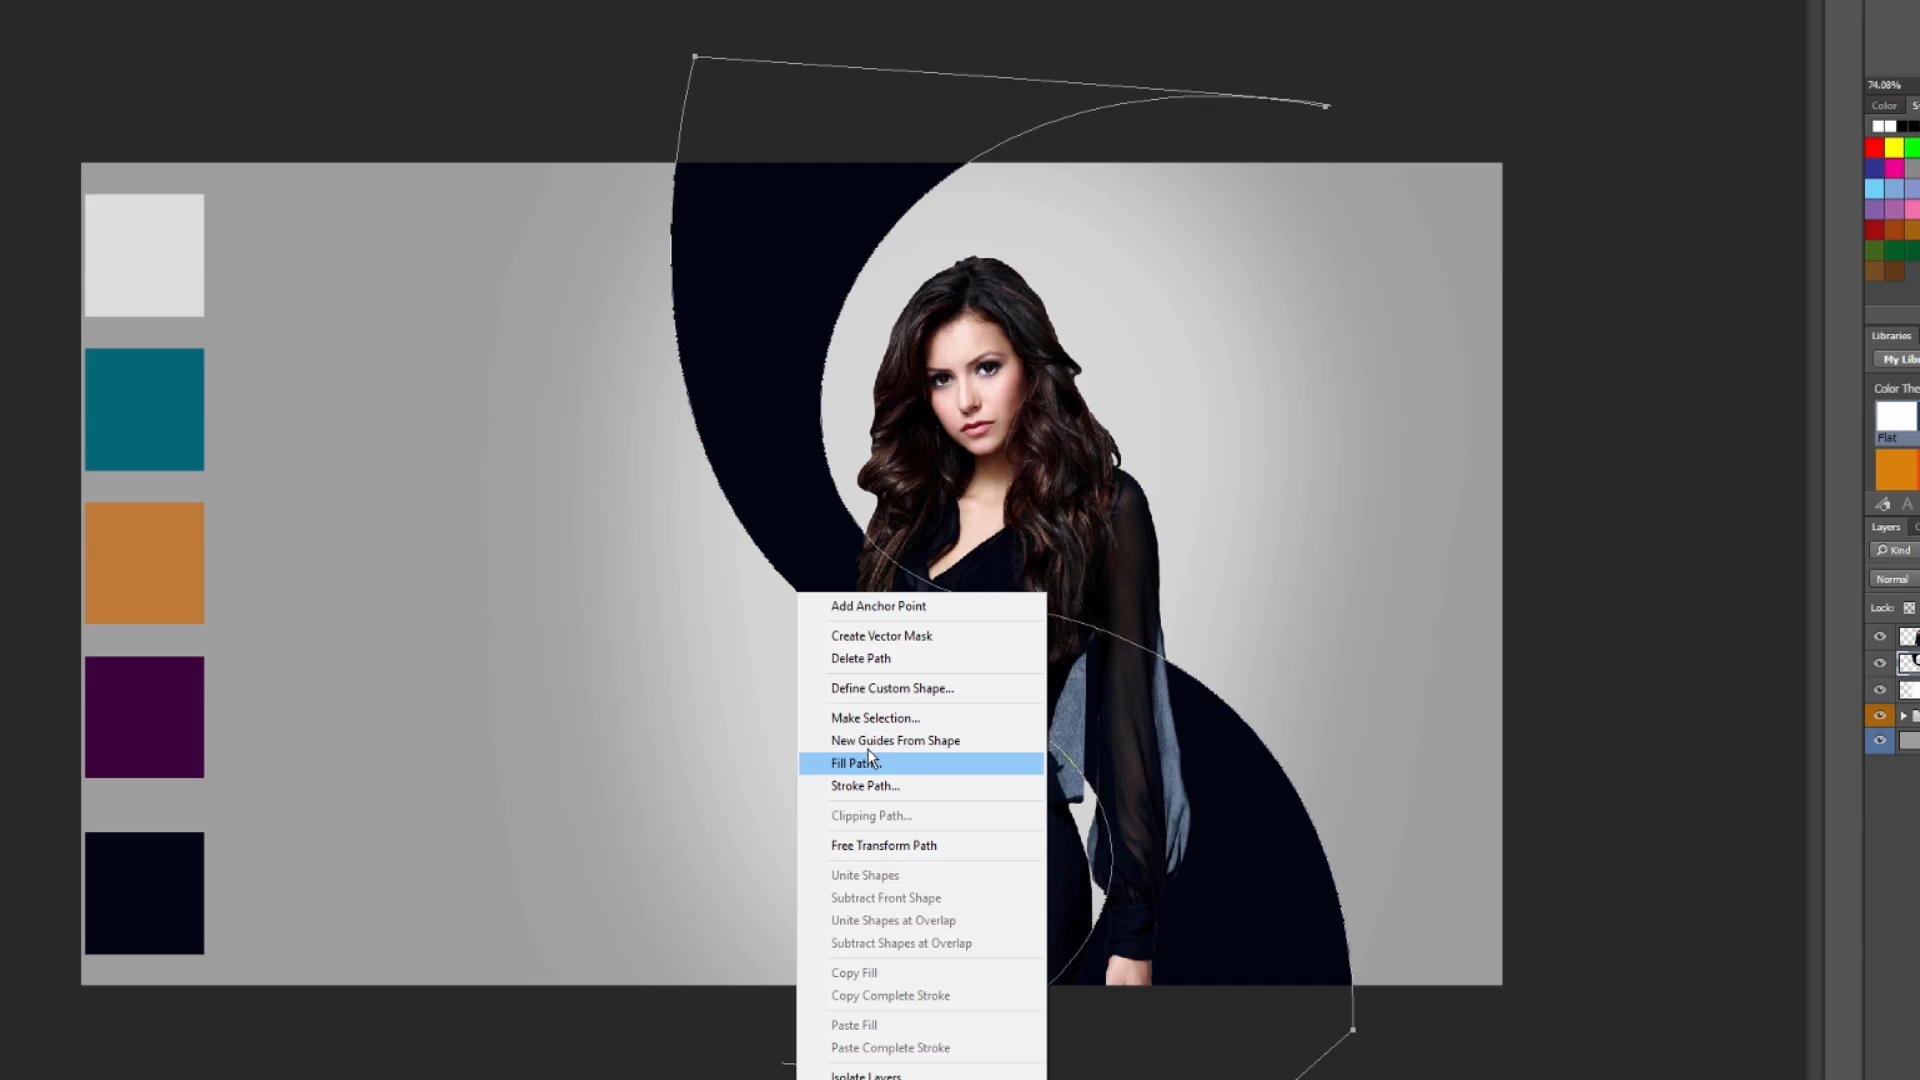 74.08%
Color
Libraries
Color The
Flat
Layers
Kind
Normal
Lock:
Add Anchor Point
Create Vector Mask
Delete Path
Define Custom Shape...
Make Selection...
New Guides From Shape
Fill Path...
Stroke Path...
Clipping Path...
Free Transform Path
Unite Shapes
Subtract Front Shape
Unite Shapes at Overlap
Subtract Shapes at Overlap
Copy Fill
Copy Complete Stroke
Paste Fill
Paste Complete Stroke
Isolate Layers